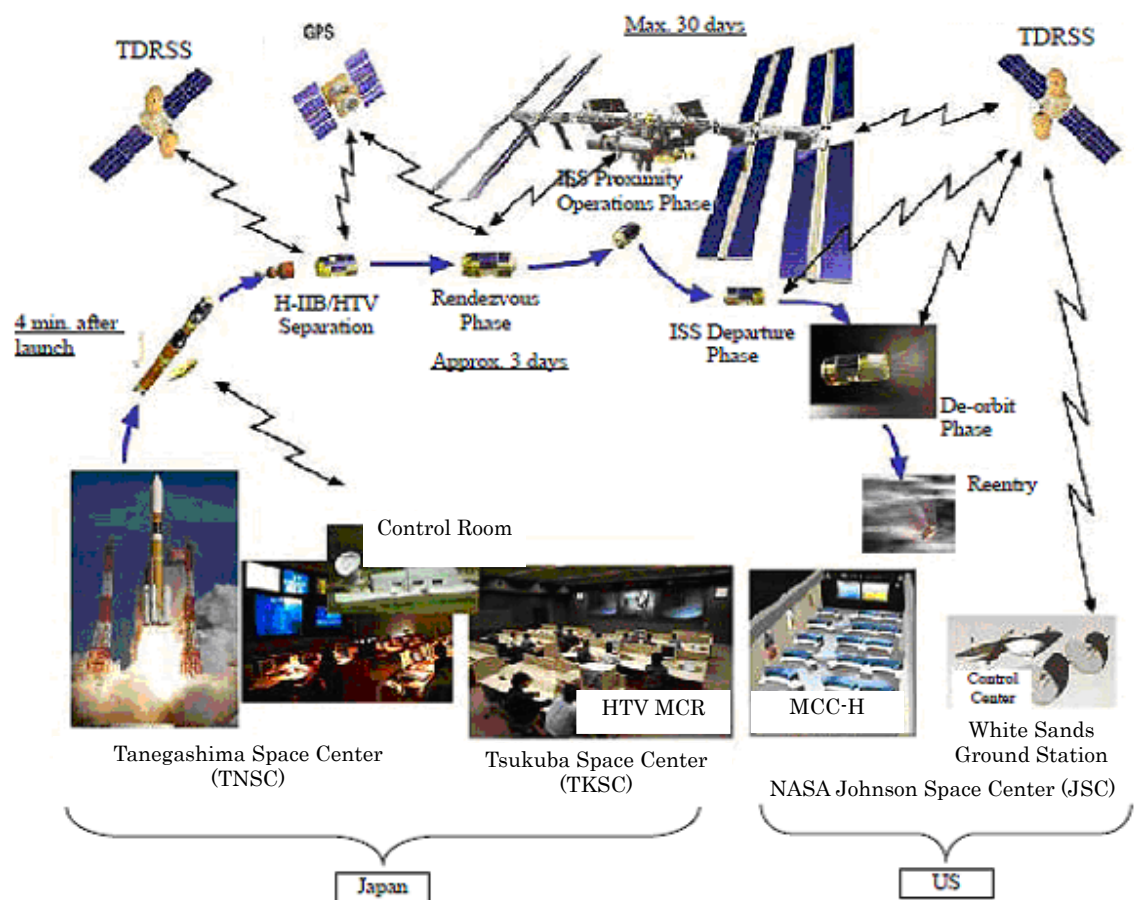 Max. 30 days
GPS
TDRSS
TDRSS
ISS Proximity
Operations Phase
H-IIB/HTV
Separation
Rendezvous
Phase
4 min. after
launch
ISS Departure
Phase
Approx. 3 days
De-orbit
Phase
Reentry
Control Room
HTV MCR
MCC-H
Control
Center
Tanegashima Space Center
(TNSC)
Tsukuba Space Center
(TKSC)
White Sands
Ground Station
NASA Johnson Space Center (JSC)
Japan
US